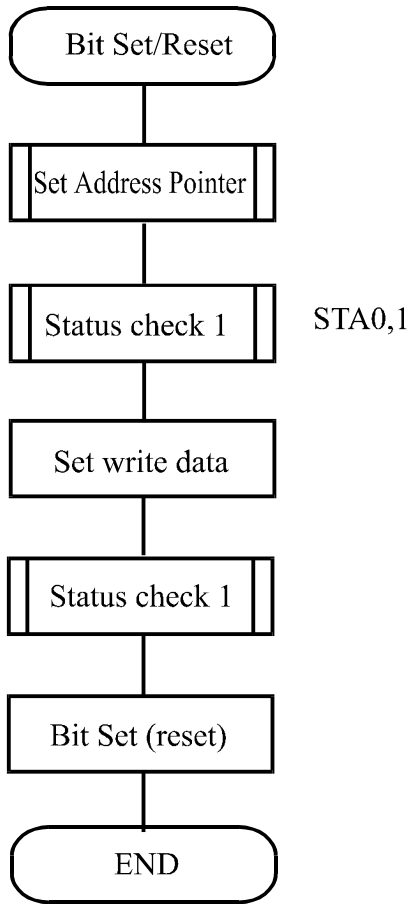 Bit Set/Reset
Set Address Pointer
Status check 1
STA0,1
Set write data
Status check 1
Bit Set (reset)
END